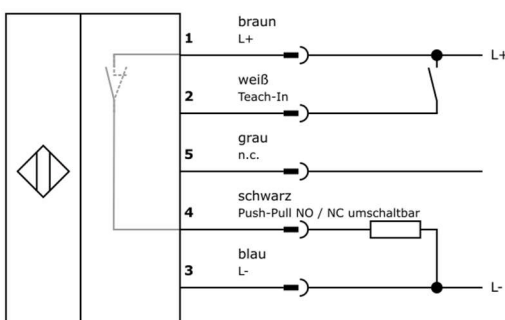 braun
1 L+
L+
weiß
2 Teach-In
grau
5 n.c.
schwarz
4 Push-Pull NO / NC umschaltbar
blau
3 L-
L-